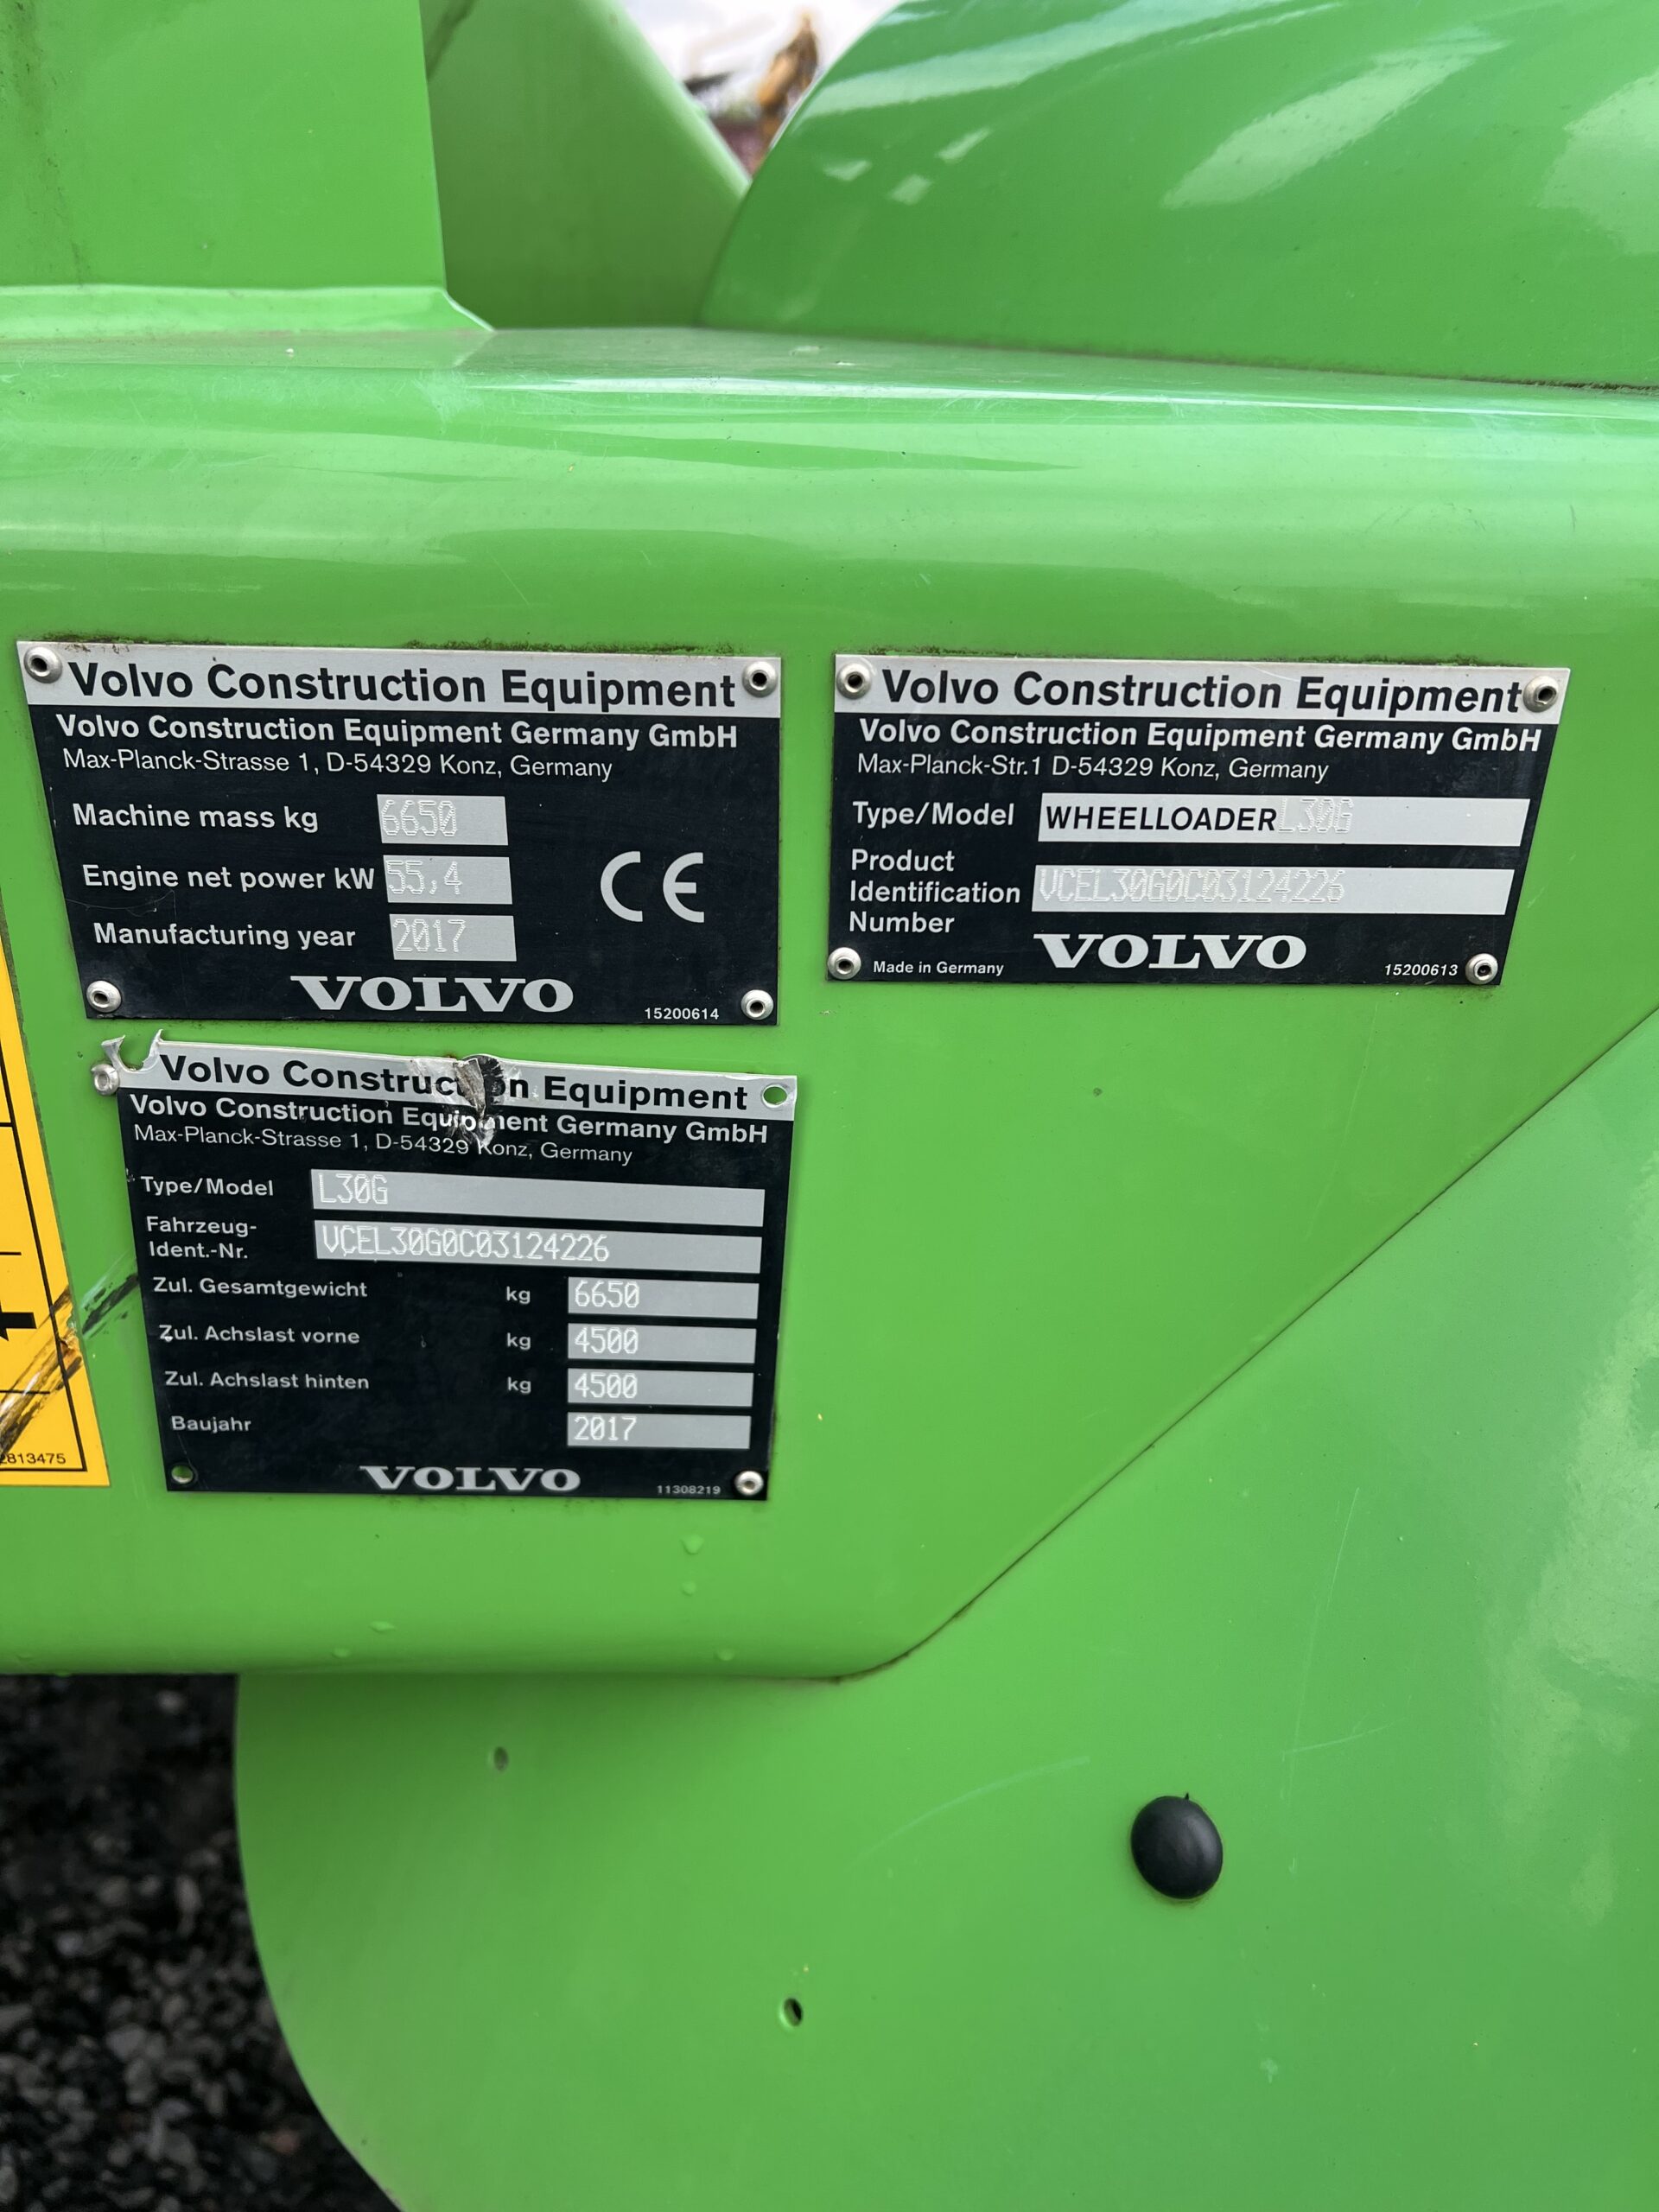 Volvo Construction Equipment
Volvo Construction Equipment Germany GmbH
Max-Planck-Strasse 1, D-54329 Konz, Germany
Machine mass kg 6650
Engine net power kW 55,4
Manufacturing year 2017
CE
VOLVO
15200614
Volvo Construction Equipment
Volvo Construction Equipment Germany GmbH
Max-Planck-Str.1 D-54329 Konz, Germany
Type/Model WHEELLOADER L30G
Product
Identification VCEL30G0C03124226
Number
Made in Germany VOLVO 15200613
Volvo Construction Equipment
Volvo Construction Equipment Germany GmbH
Max-Planck-Strasse 1, D-54329 Konz, Germany
Type/Model L30G
Fahrzeug-
Ident.-Nr. VCEL30G0C03124226
Zul. Gesamtgewicht kg 6650
Zul. Achslast vorne kg 4500
Zul. Achslast hinten kg 4500
Baujahr 2017
VOLVO
11308219
2813475